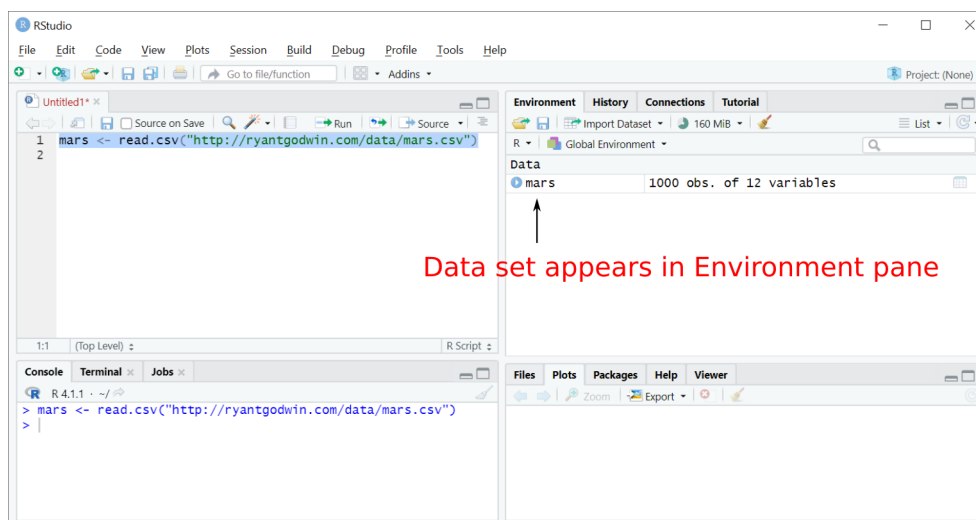 RStudio
File Edit Code View Plots Session Build Debug Profile Tools Help
Go to file/function Addins Project: (None)
Untitled1*
Source on Save Run Source
1 mars <- read.csv("http://ryantgodwin.com/data/mars.csv")
2
1:1 (Top Level) R Script
Console Terminal Jobs
R 4.1.1 · ~/
> mars <- read.csv("http://ryantgodwin.com/data/mars.csv")
>
Environment History Connections Tutorial
Import Dataset 160 MiB List
R Global Environment
Data
mars 1000 obs. of 12 variables
Data set appears in Environment pane
Files Plots Packages Help Viewer
Zoom Export